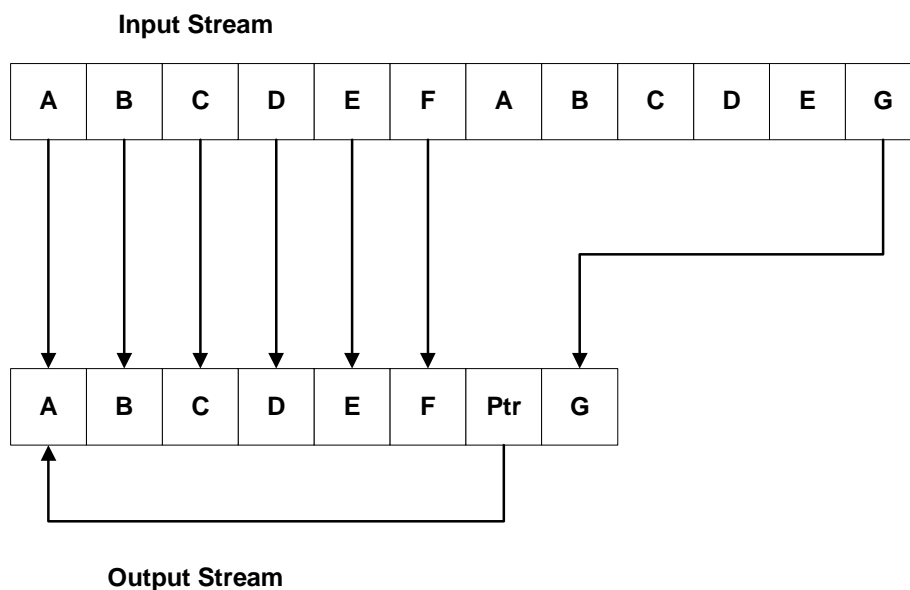 Input Stream
A B C D E F A B C D E G
A B C D E F Ptr G
Output Stream